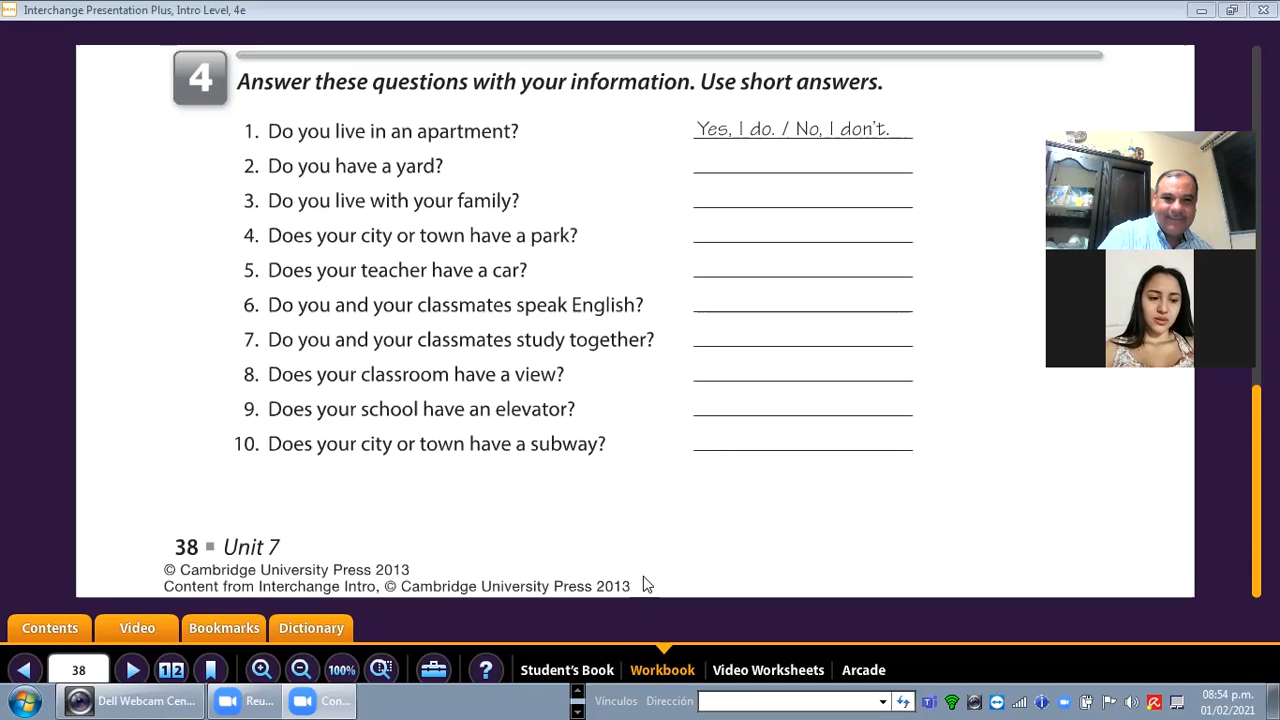 Interchange Presentation Plus, Intro Level, 4e
4 Answer these questions with your information. Use short answers.
1. Do you live in an apartment? Yes, I do. / No, I don't.
2. Do you have a yard?
3. Do you live with your family?
4. Does your city or town have a park?
5. Does your teacher have a car?
6. Do you and your classmates speak English?
7. Do you and your classmates study together?
8. Does your classroom have a view?
9. Does your school have an elevator?
10. Does your city or town have a subway?
38 ■ Unit 7
© Cambridge University Press 2013
Content from Interchange Intro, © Cambridge University Press 2013
Contents Video Bookmarks Dictionary
38 12 100% ? Student's Book Workbook Video Worksheets Arcade
Dell Webcam Cen... Reu... Con... Vínculos Dirección 08:54 p.m.
01/02/2021